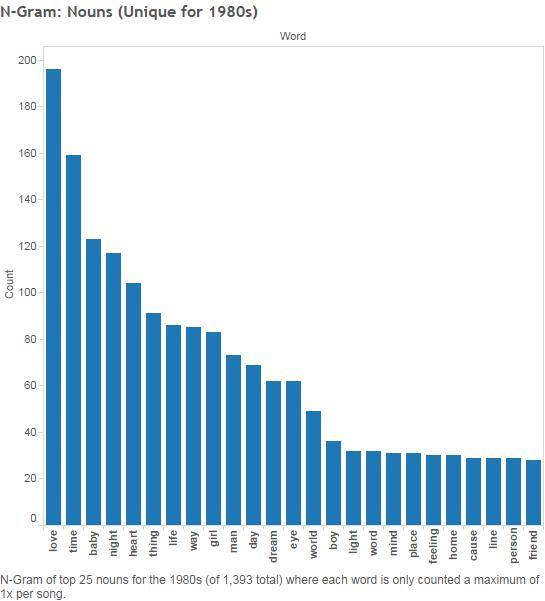 N-Gram: Nouns (Unique for 1980s)
Word
200
180
160
140
120
100
80
60
40
20
0
Count
love
time
baby
night
heart
thing
life
way
girl
man
day
dream
eye
world
boy
light
word
mind
place
feeling
home
cause
line
person
friend
N-Gram of top 25 nouns for the 1980s (of 1,393 total) where each word is only counted a maximum of
1x per song.